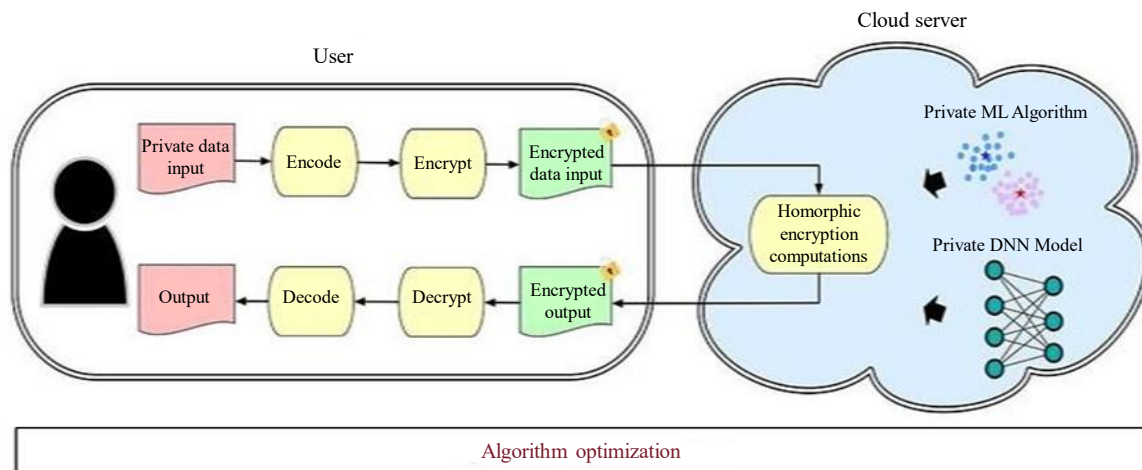 Cloud server
User
Private data
input
Encode
Encrypt
Encrypted
data input
Private ML Algorithm
Homorphic
encryption
computations
Private DNN Model
Output
Decode
Decrypt
Encrypted
output
Algorithm optimization